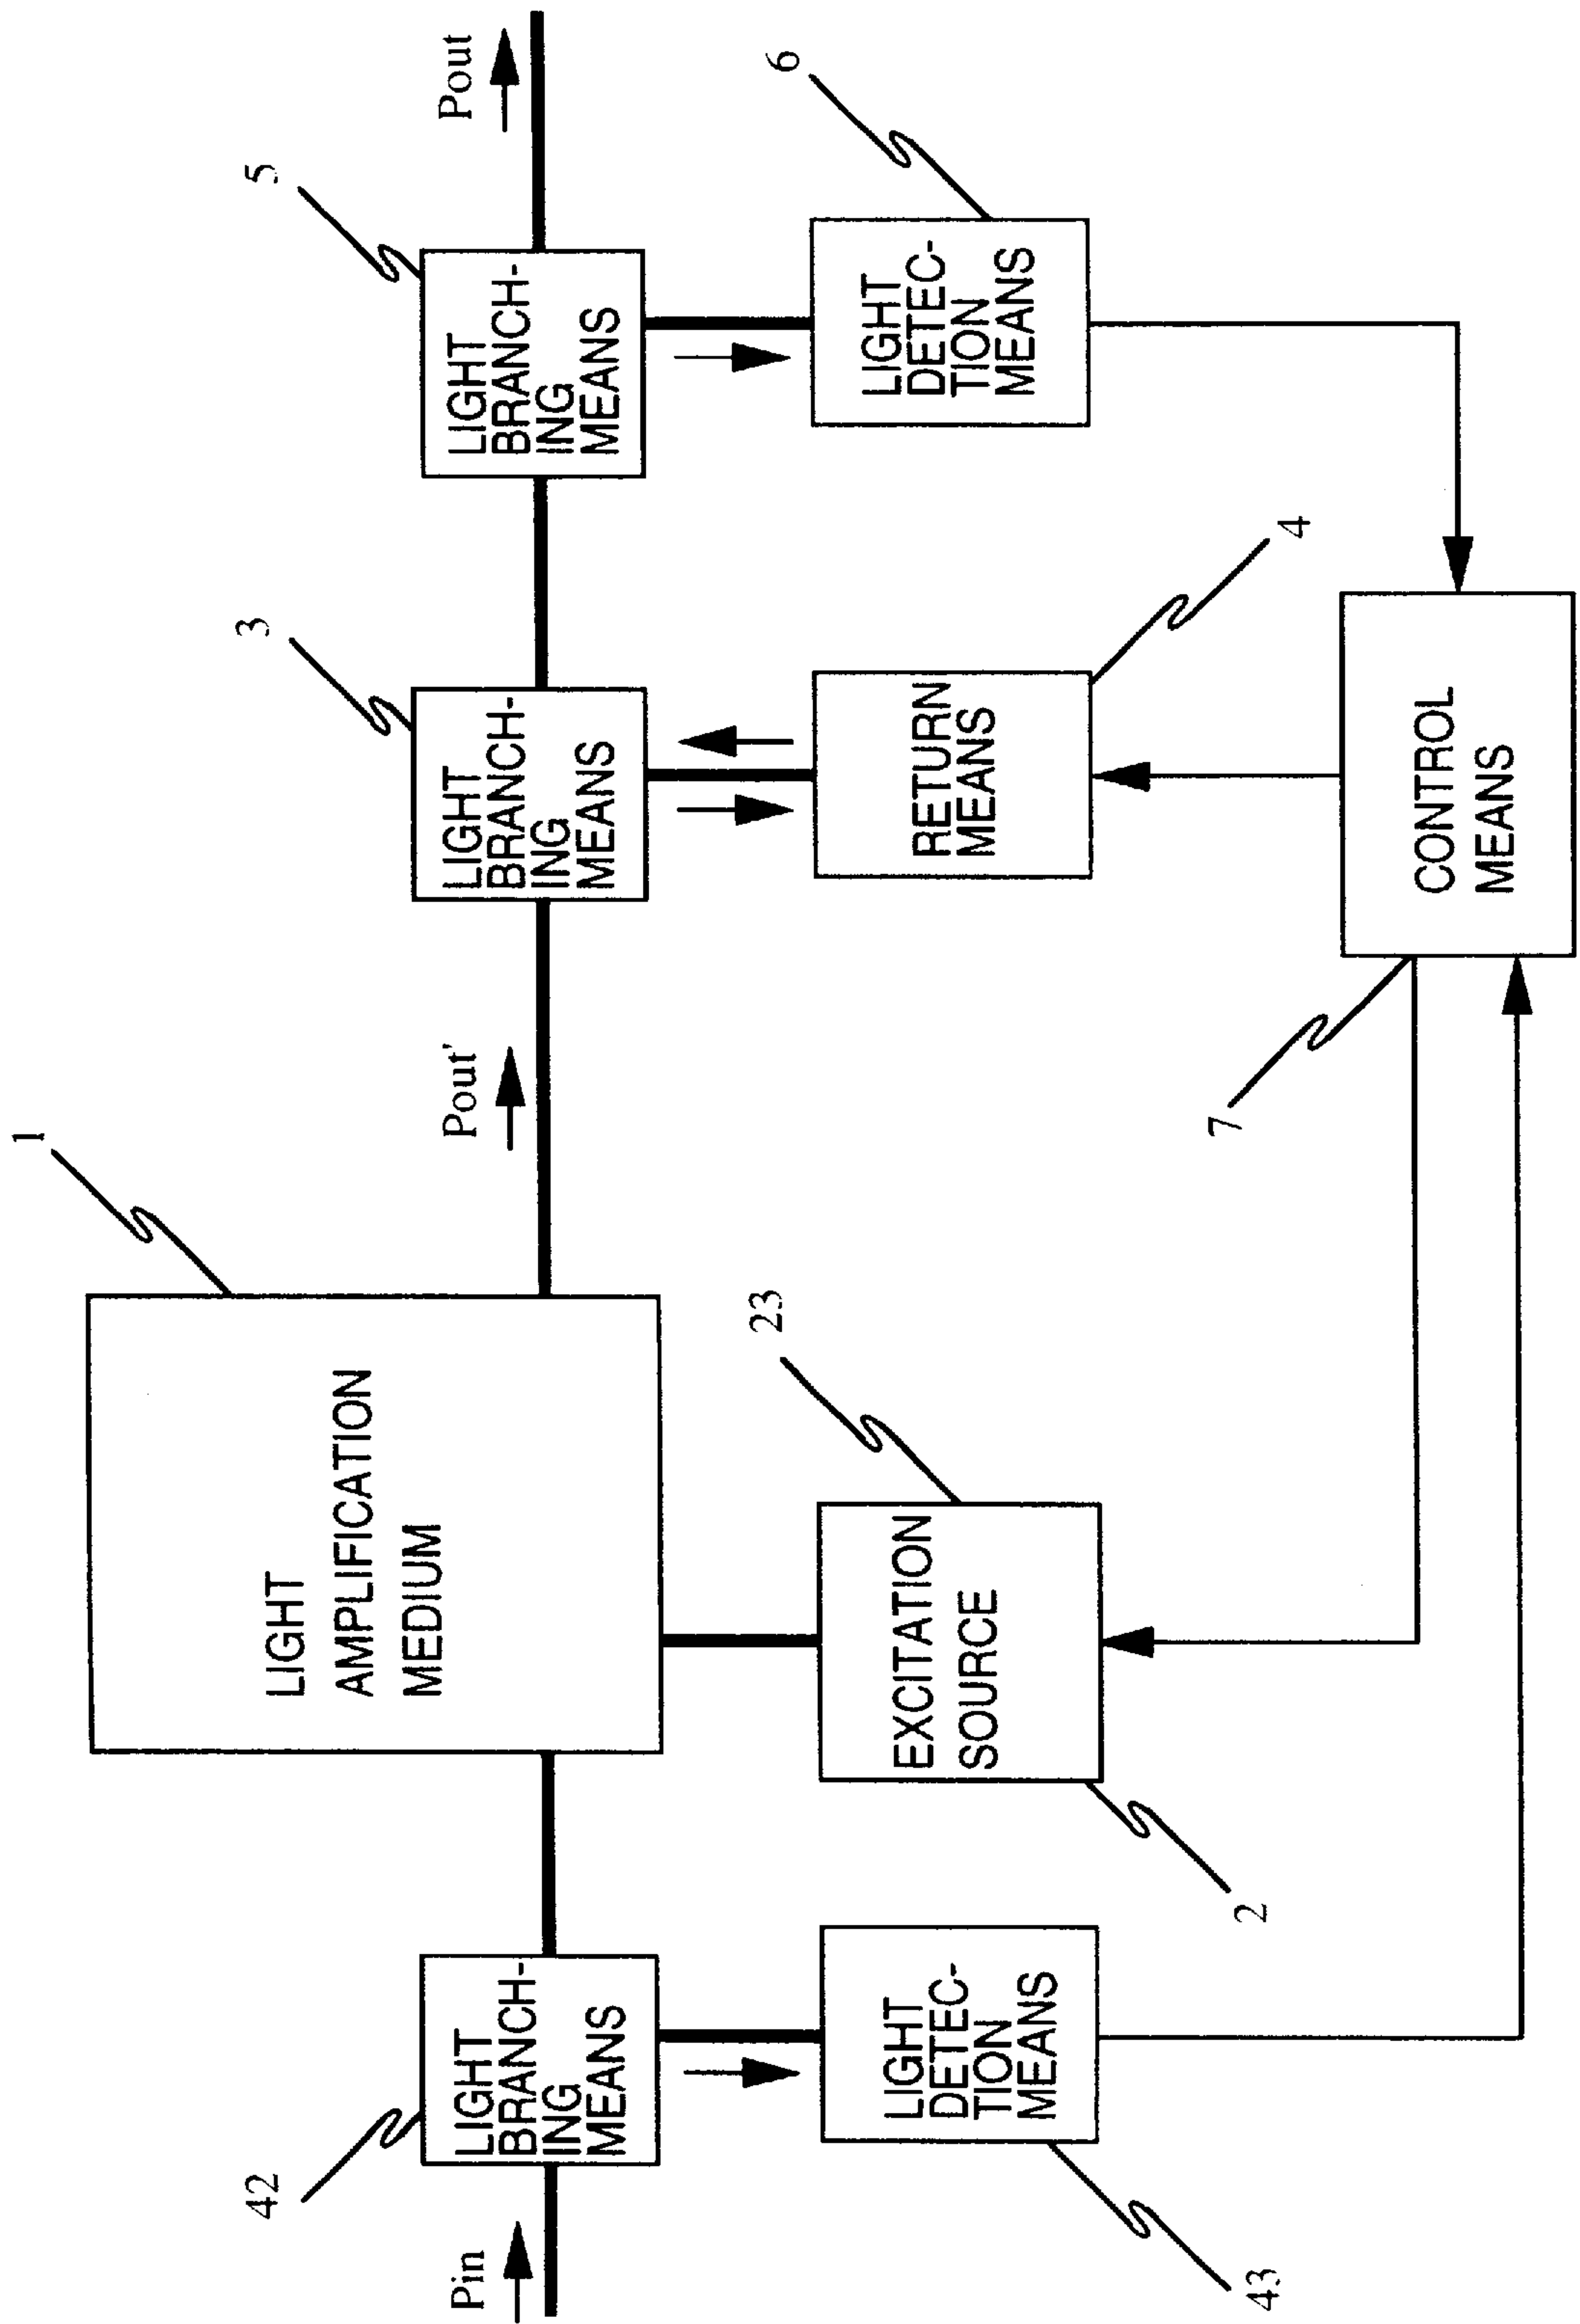 1
LIGHT
AMPLIFICATION
MEDIUM
42
Pin
LIGHT
BRANCH-
ING
MEANS
Pout'
3
LIGHT
BRANCH-
ING
MEANS
5
LIGHT
BRANCH-
ING
MEANS
Pout
43
LIGHT
DETEC-
TION
MEANS
2
EXCITATION
SOURCE
23
RETURN
MEANS
4
LIGHT
DETEC-
TION
MEANS
6
7
CONTROL
MEANS